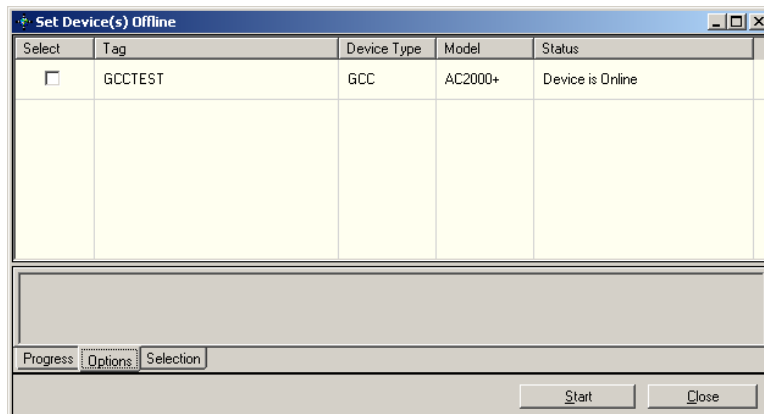 Set Device(s) Offline
Select Tag Device Type Model Status
GCCTEST GCC AC2000+ Device is Online
Progress Options Selection
Start Close